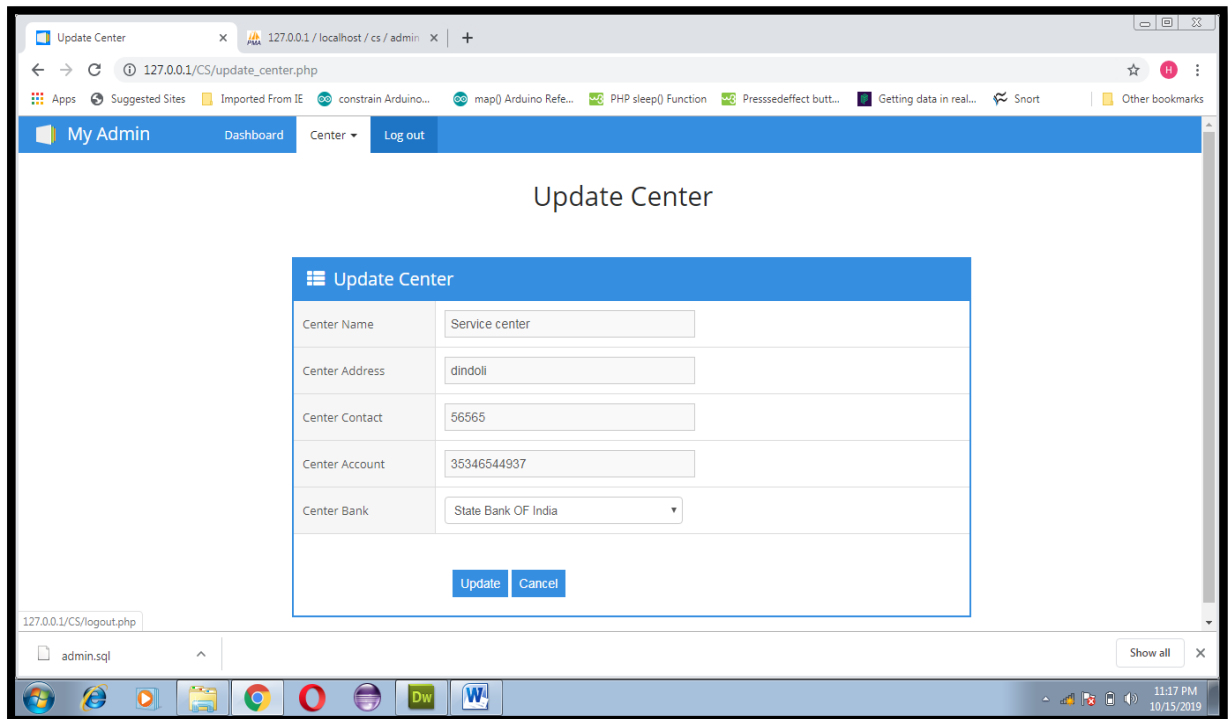 Update Center
127.0.0.1 / localhost / cs / admin
127.0.0.1/CS/update_center.php
H
Apps Suggested Sites Imported From IE constrain Arduino... map() Arduino Refe... PHP sleep() Function Presssedeffect butt... Getting data in real... Snort Other bookmarks
My Admin Dashboard Center Log out
Update Center
Update Center
Center Name Service center
Center Address dindoli
Center Contact 56565
Center Account 35346544937
Center Bank State Bank OF India
Update Cancel
127.0.0.1/CS/logout.php
admin.sql Show all
Dw W
11:17 PM
10/15/2019